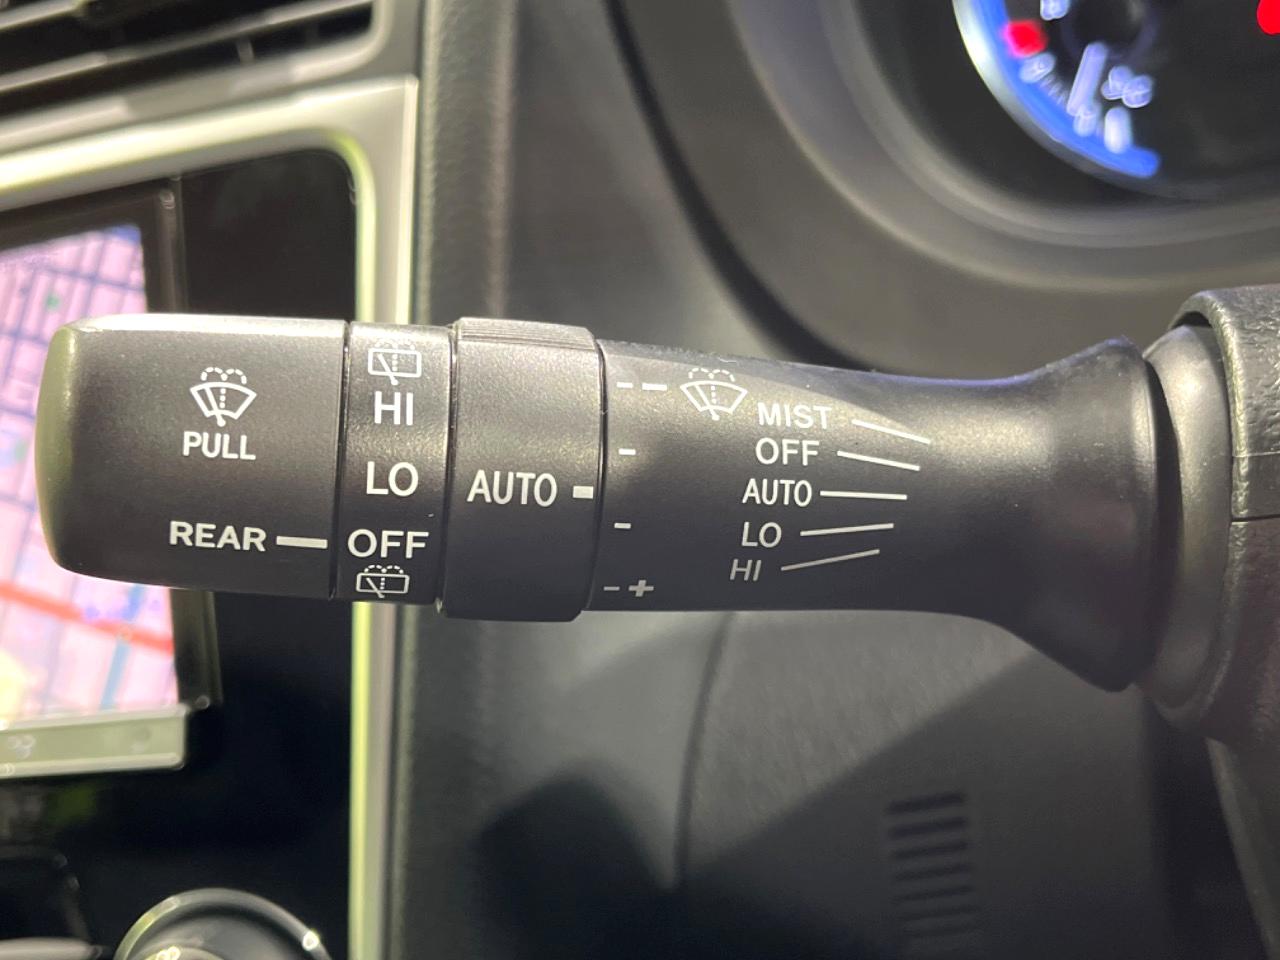 PULL
REAR
HI
LO
OFF
AUTO
MIST
OFF
AUTO
LO
HI
- +